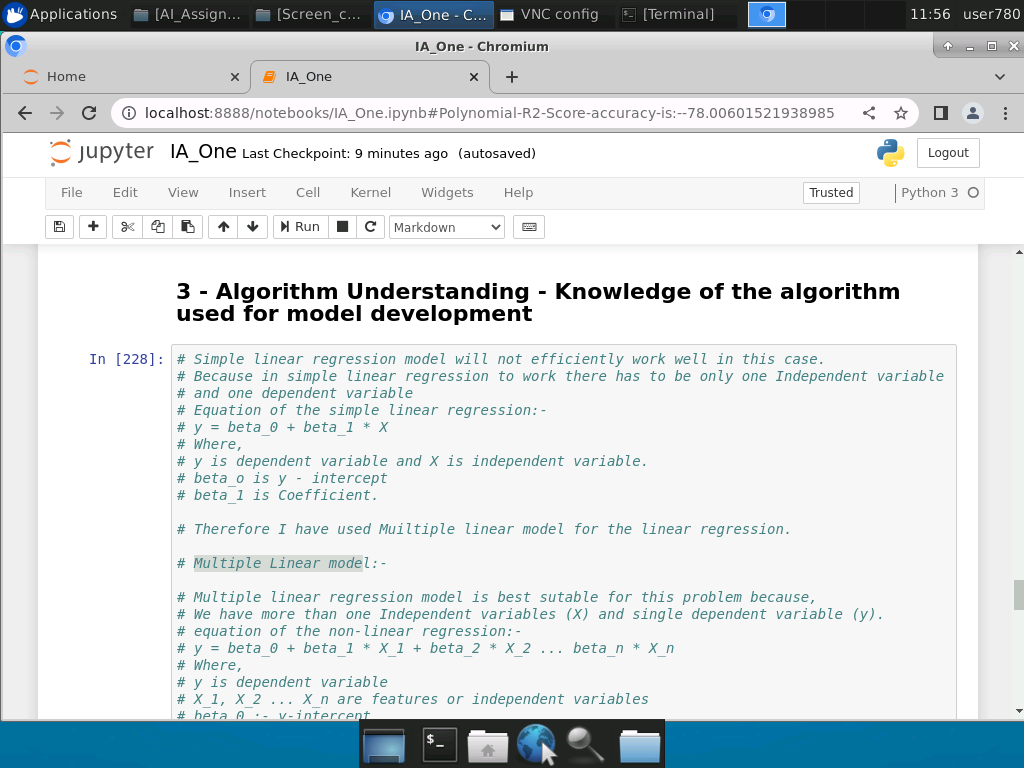 Applications [AI_Assign... [Screen_c... IA_One - C... VNC config [Terminal] 11:56 user780
IA_One - Chromium
Home IA_One
localhost:8888/notebooks/IA_One.ipynb#Polynomial-R2-Score-accuracy-is:--78.00601521938985
jupyter IA_One Last Checkpoint: 9 minutes ago (autosaved) Logout
File Edit View Insert Cell Kernel Widgets Help Trusted Python 3
Run Markdown
3 - Algorithm Understanding - Knowledge of the algorithm
used for model development
In [228]: # Simple linear regression model will not efficiently work well in this case.
# Because in simple linear regression to work there has to be only one Independent variable
# and one dependent variable
# Equation of the simple linear regression:-
# y = beta_0 + beta_1 * X
# Where,
# y is dependent variable and X is independent variable.
# beta_o is y - intercept
# beta_1 is Coefficient.
# Therefore I have used Muiltiple linear model for the linear regression.
# Multiple Linear model:-
# Multiple linear regression model is best sutable for this problem because,
# We have more than one Independent variables (X) and single dependent variable (y).
# equation of the non-linear regression:-
# y = beta_0 + beta_1 * X_1 + beta_2 * X_2 ... beta_n * X_n
# Where,
# y is dependent variable
# X_1, X_2 ... X_n are features or independent variables
# beta_0 :- y-intercept